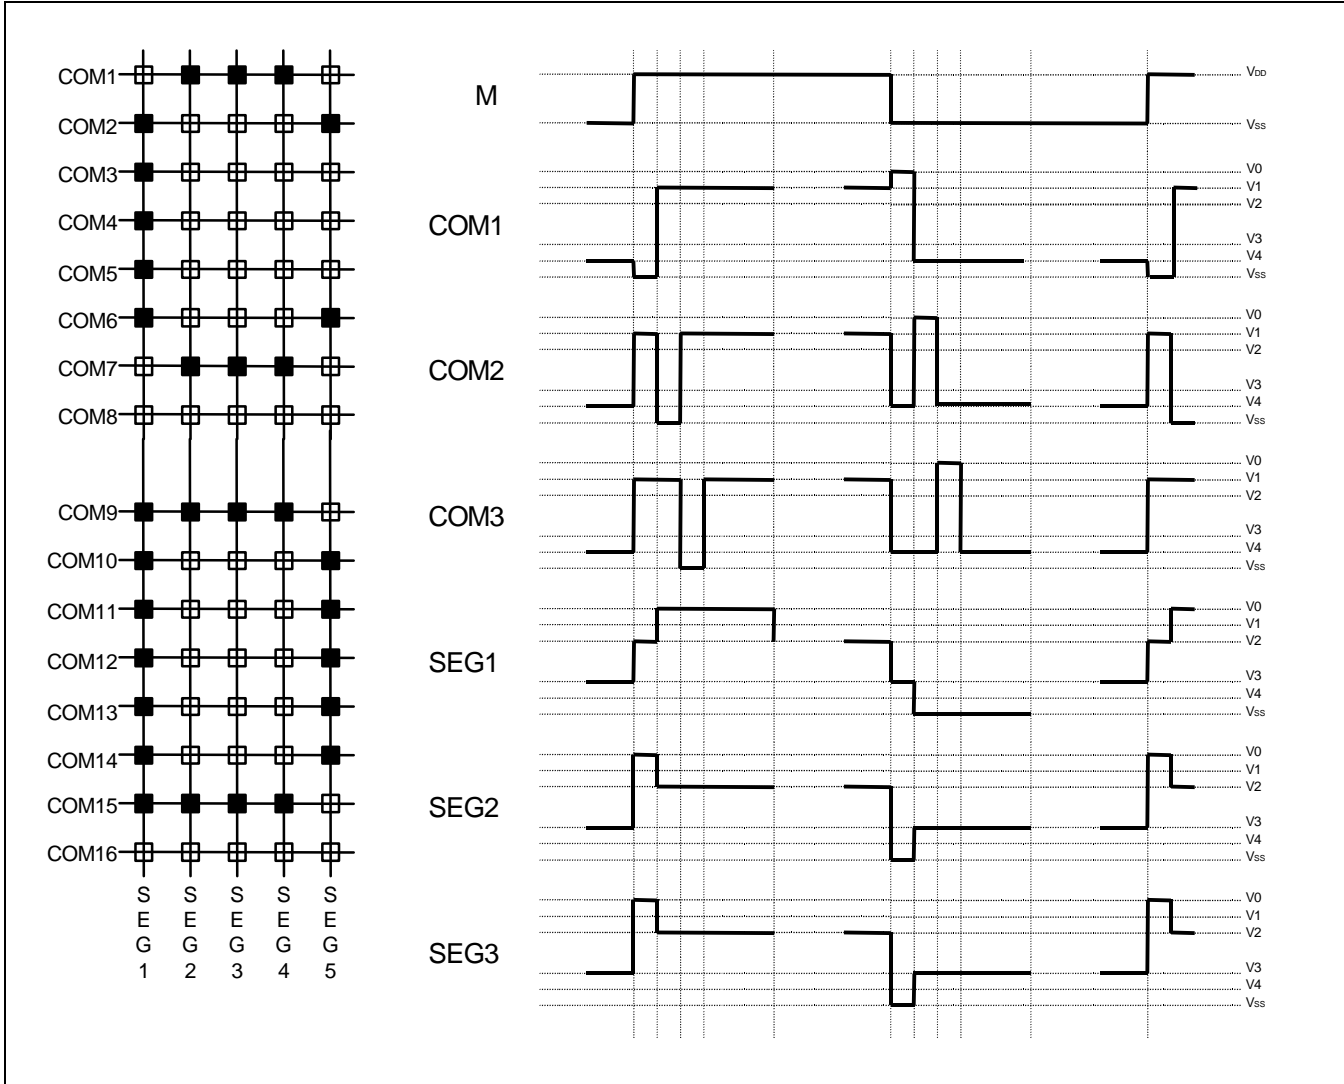 COM1
COM2
COM3
COM4
COM5
COM6
COM7
COM8
COM9
COM10
COM11
COM12
COM13
COM14
COM15
COM16
S S S S S
E E E E E
G G G G G
1 2 3 4 5
M
VDD
VSS
COM1
V0
V1
V2
V3
V4
VSS
COM2
V0
V1
V2
V3
V4
VSS
COM3
V0
V1
V2
V3
V4
VSS
SEG1
V0
V1
V2
V3
V4
VSS
SEG2
V0
V1
V2
V3
V4
VSS
SEG3
V0
V1
V2
V3
V4
VSS